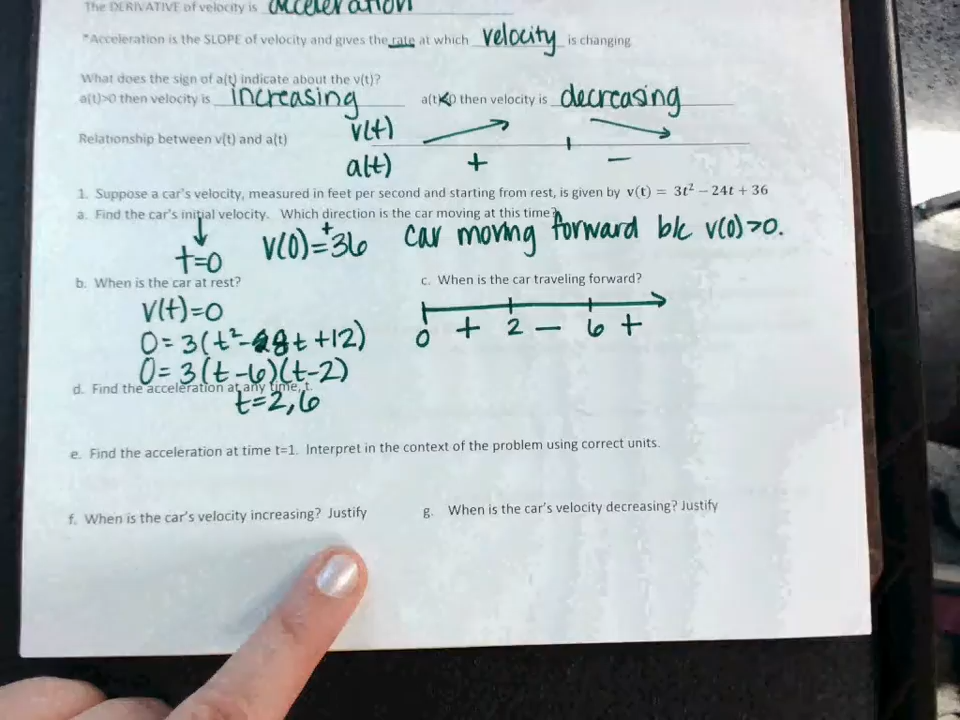 The DERIVATIVE of velocity is acceleration
*Acceleration is the SLOPE of velocity and gives the rate at which velocity is changing
What does the sign of a(t) indicate about the v(t)?
a(t)>0 then velocity is increasing a(t)<0 then velocity is decreasing
v(t)
Relationship between v(t) and a(t)
a(t) + −
1. Suppose a car's velocity, measured in feet per second and starting from rest, is given by v(t) = 3t² − 24t + 36
a. Find the car's initial velocity. Which direction is the car moving at this time?
t=0 v(0)=+36 car moving forward b/c v(0)>0.
b. When is the car at rest? c. When is the car traveling forward?
v(t)=0
0 + 2 − 6 +
0=3(t²-8t+12)
0=3(t-6)(t-2)
d. Find the acceleration at any time, t.
t=2,6
e. Find the acceleration at time t=1. Interpret in the context of the problem using correct units.
f. When is the car's velocity increasing? Justify g. When is the car's velocity decreasing? Justify